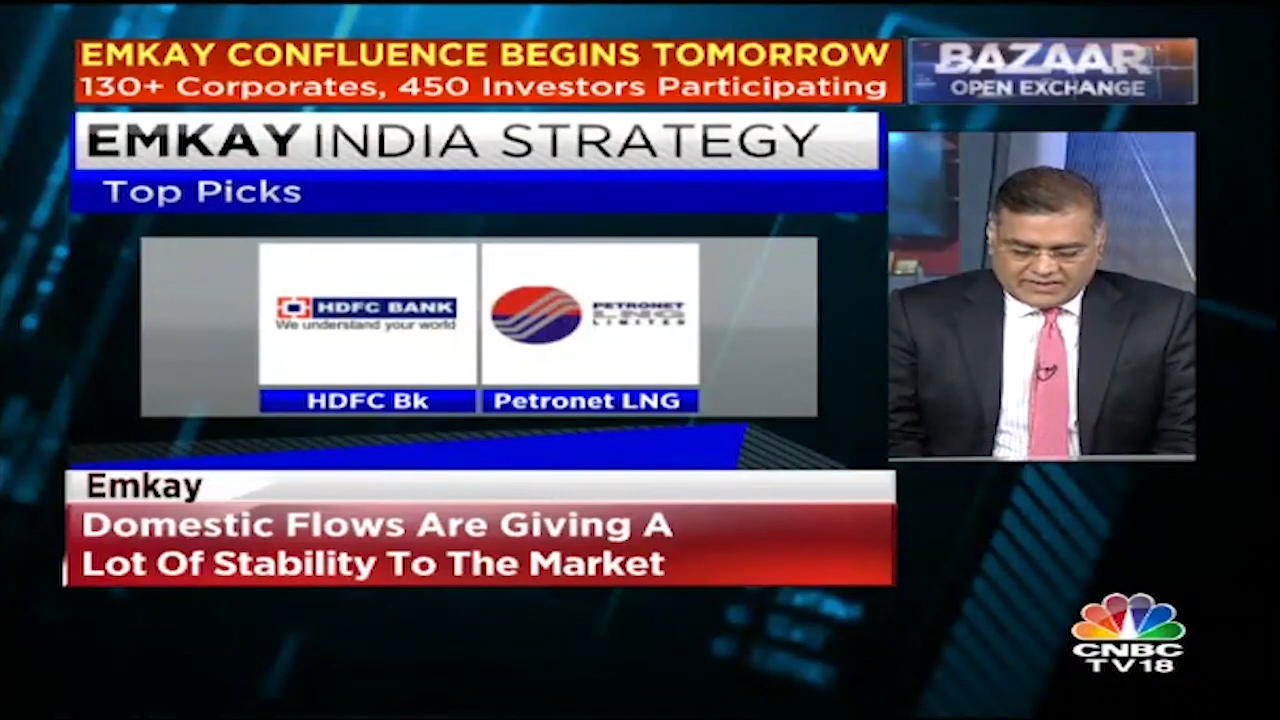 EMKAY CONFLUENCE BEGINS TOMORROW
130+ Corporates, 450 Investors Participating
BAZAAR
OPEN EXCHANGE
EMKAY INDIA STRATEGY
Top Picks
HDFC BANK
We understand your world
PETRONET
LNG
LIMITED
HDFC Bk
Petronet LNG
Emkay
Domestic Flows Are Giving A
Lot Of Stability To The Market
CNBC
TV18